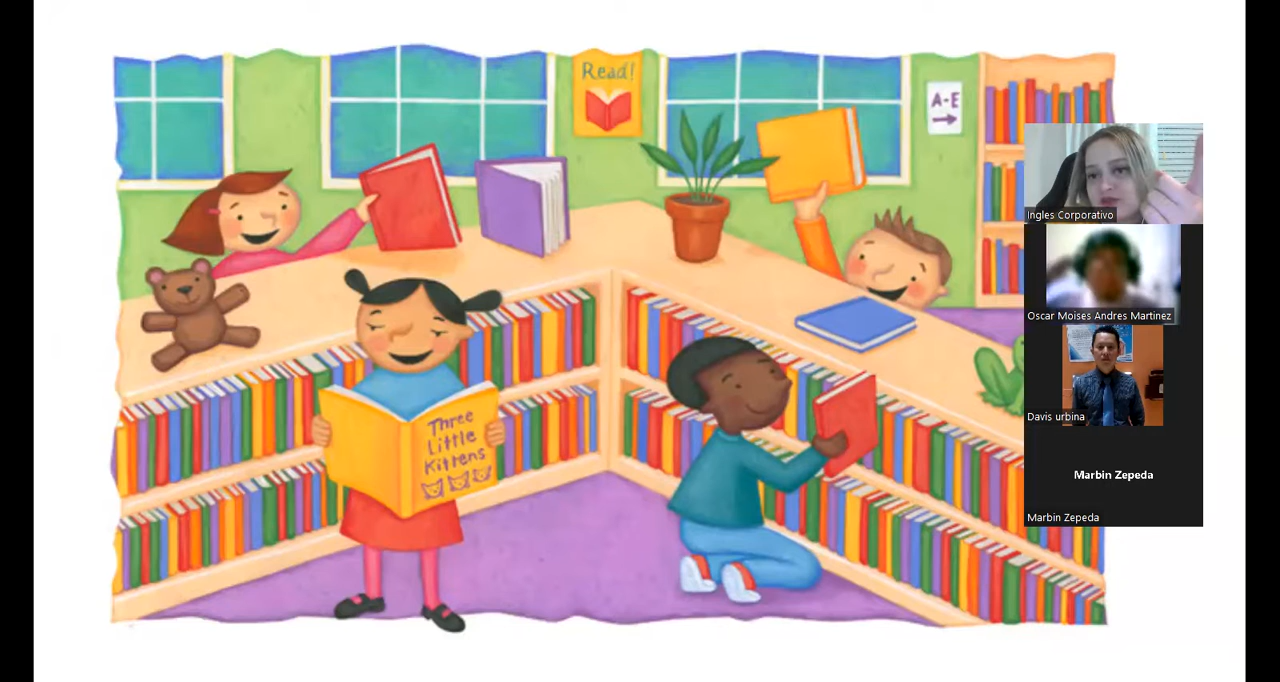 Read!
A-E
Three
Little
Kittens
Ingles Corporativo
Oscar Moises Andres Martinez
Davis urbina
Marbin Zepeda
Marbin Zepeda